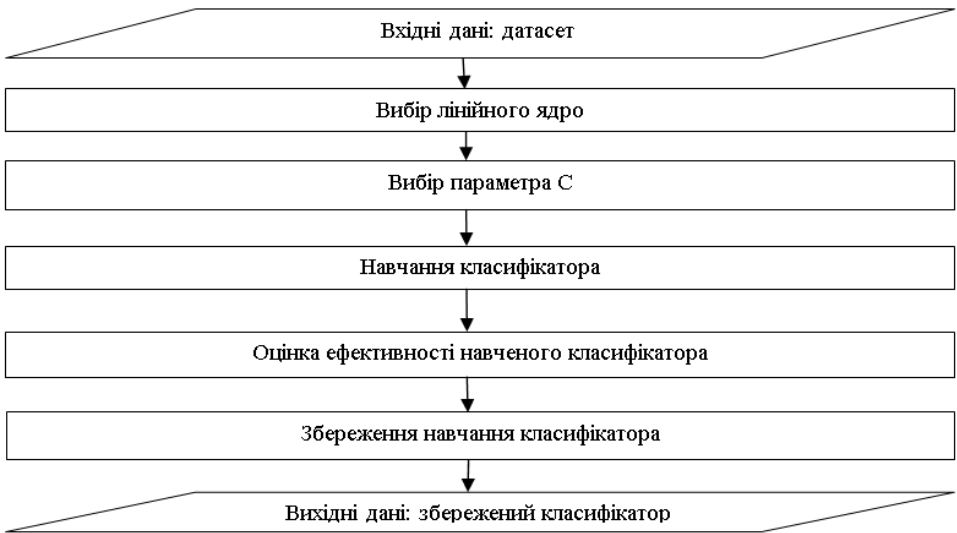 Вхідні дані: датасет
Вибір лінійного ядро
Вибір параметра С
Навчання класифікатора
Оцінка ефективності навченого класифікатора
Збереження навчання класифікатора
Вихідні дані: збережений класифікатор